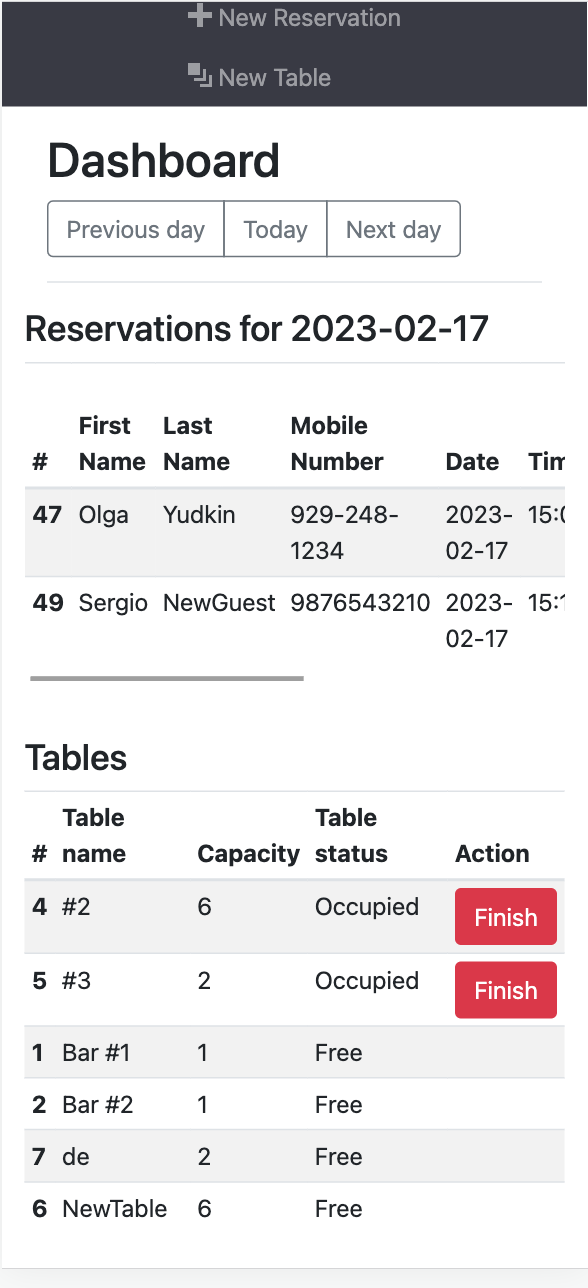 New Reservation
New Table
Dashboard
Previous day Today Next day
Reservations for 2023-02-17
First Last Mobile
# Name Name Number Date Tim
47 Olga Yudkin 929-248- 2023- 15:0
1234 02-17
49 Sergio NewGuest 9876543210 2023- 15:1
02-17
Tables
Table Table
# name Capacity status Action
4 #2 6 Occupied Finish
5 #3 2 Occupied Finish
1 Bar #1 1 Free
2 Bar #2 1 Free
7 de 2 Free
6 NewTable 6 Free